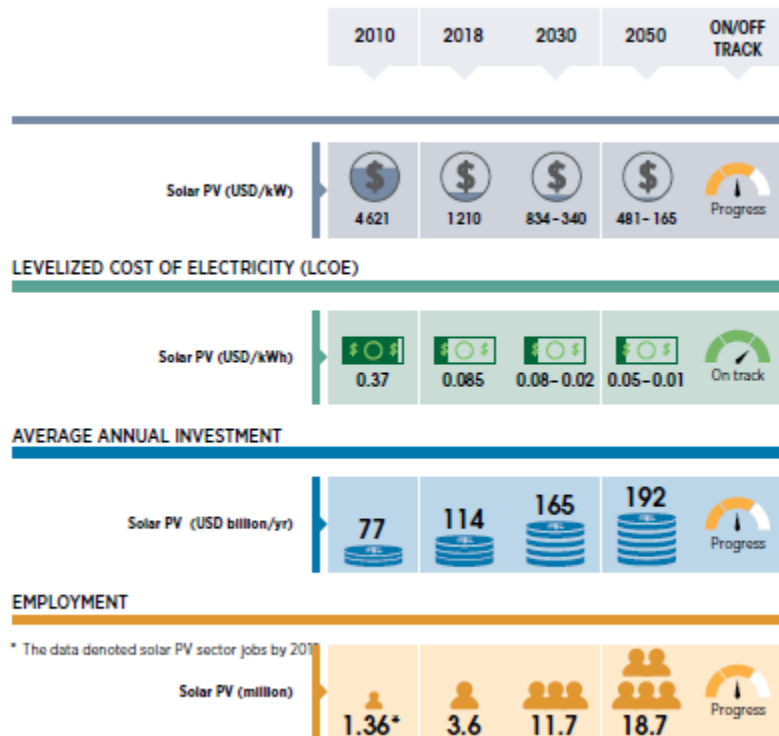 2010 2018 2030 2050 ON/OFF
TRACK
Solar PV (USD/kW)
4 621 1 210 834 – 340 481 – 165 Progress
LEVELIZED COST OF ELECTRICITY (LCOE)
Solar PV (USD/kWh)
0.37 0.085 0.08 – 0.02 0.05 – 0.01 On track
AVERAGE ANNUAL INVESTMENT
Solar PV (USD billion/yr)
77 114 165 192 Progress
EMPLOYMENT
* The data denoted solar PV sector jobs by
Solar PV (million)
1.36* 3.6 11.7 18.7 Progress